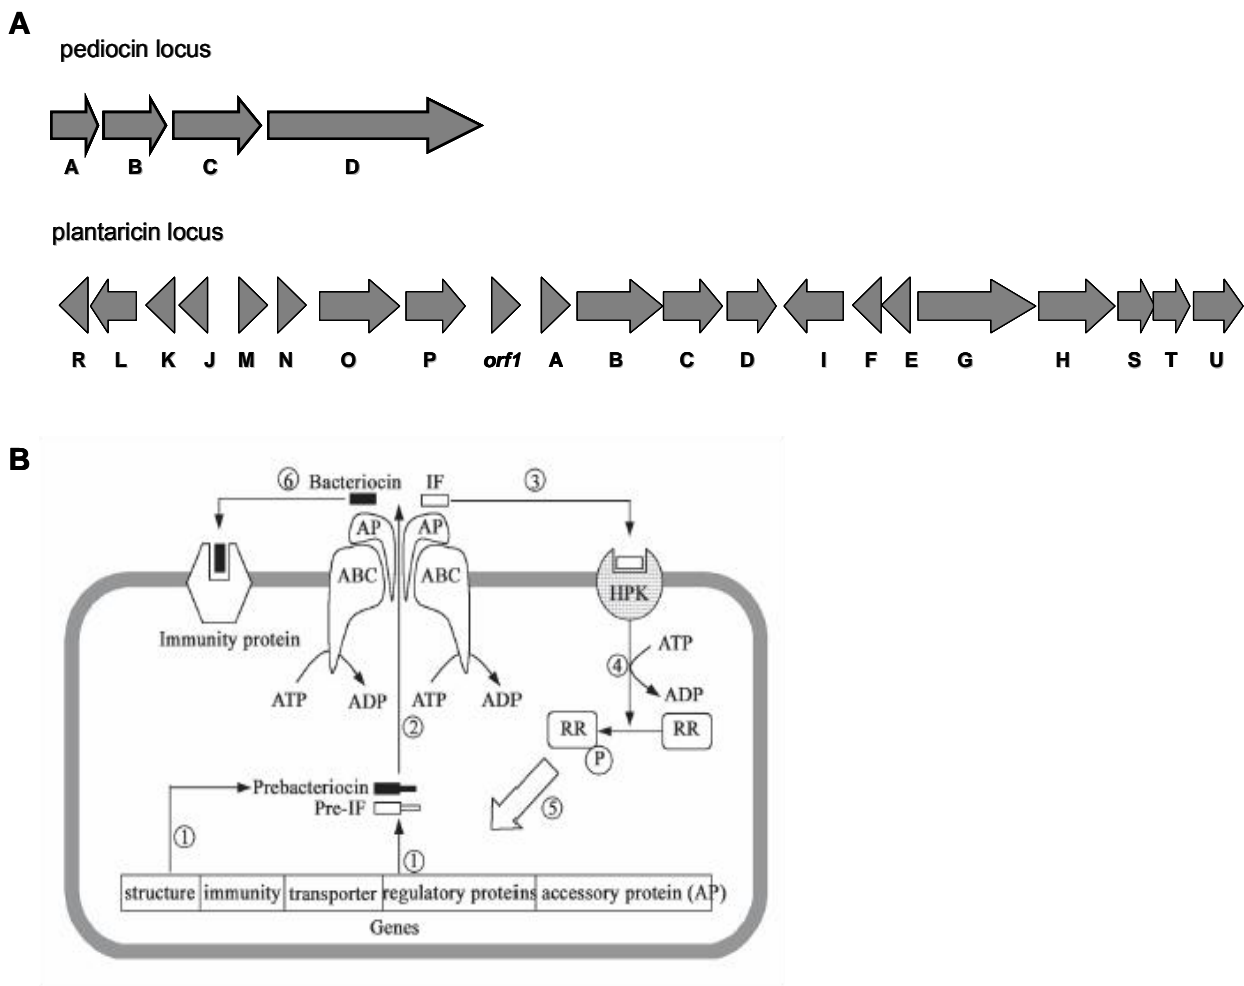 A
pediocin locus
A B C D
plantaricin locus
R L K J M N O P orf1 A B C D I F E G H S T U
B
⑥ Bacteriocin IF ③
AP AP
ABC ABC
HPK
Immunity protein
ATP ADP ATP ADP
②
④ ATP
ADP
RR RR
P
Prebacteriocin
Pre-IF
⑤
① ①
structure immunity transporter regulatory proteins accessory protein (AP)
Genes